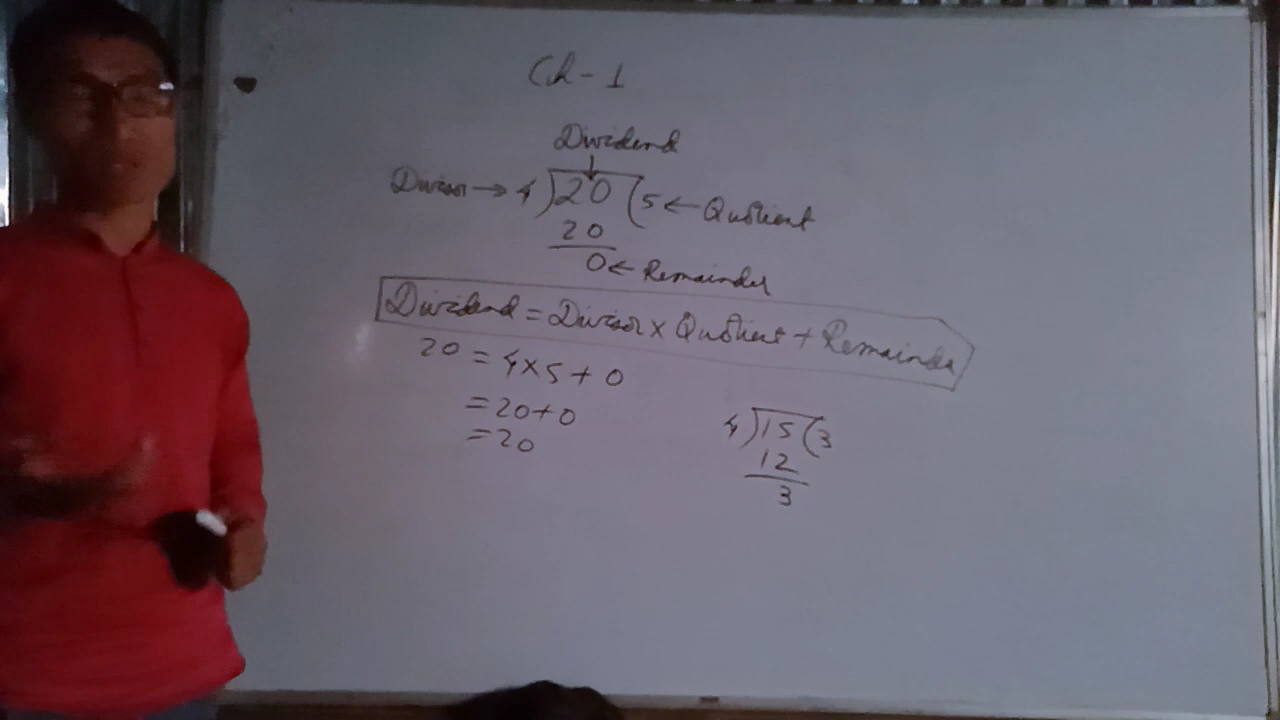 Ch-1
Dividend
↓
Divisor → 4)20(5 ← Quotient
20
0 ← Remainder
Dividend = Divisor x Quotient + Remainder
20 = 4x5+0
= 20+0
= 20
4)15(3
12
3